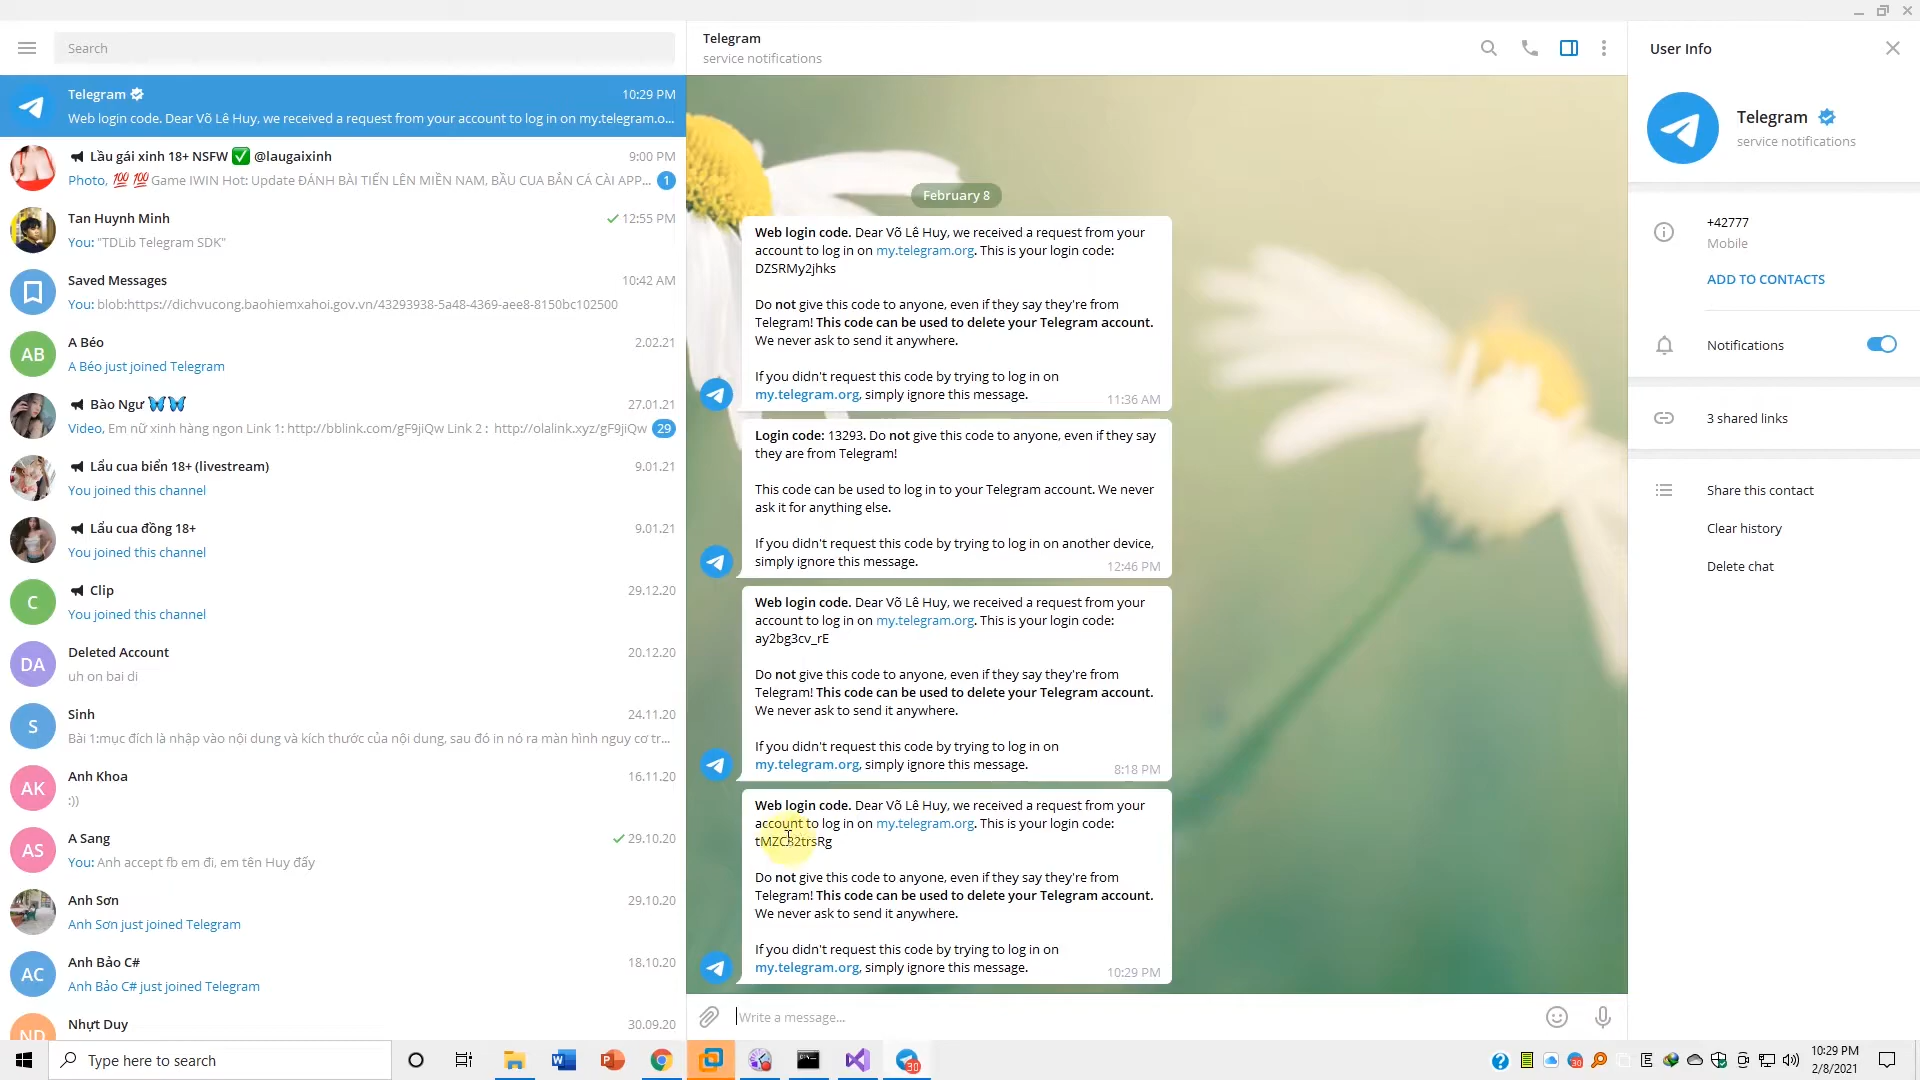 Search
Telegram
10:29 PM
Web login code. Dear Võ Lê Huy, we received a request from your account to log in on my.telegram.o...
Lầu gái xinh 18+ NSFW ✅ @laugaixinh
9:00 PM
Photo, 💯 💯 Game IWIN Hot: Update ĐÁNH BÀI TIẾN LÊN MIỀN NAM, BẦU CUA BẮN CÁ CÀI APP...
1
Tan Huynh Minh
12:55 PM
You: "TDLib Telegram SDK"
Saved Messages
10:42 AM
You: blob:https://dichvucong.baohiemxahoi.gov.vn/43293938-5a48-4369-aee8-8150bc102500
AB
A Béo
2.02.21
A Béo just joined Telegram
Bào Ngư 🦋🦋
27.01.21
Video, Em nữ xinh hàng ngon Link 1: http://bblink.com/gF9jiQw Link 2 : http://olalink.xyz/gF9jiQw
29
Lẩu cua biển 18+ (livestream)
9.01.21
You joined this channel
Lẩu cua đồng 18+
9.01.21
You joined this channel
C
Clip
29.12.20
You joined this channel
DA
Deleted Account
20.12.20
uh on bai di
S
Sinh
24.11.20
Bài 1:mục đích là nhập vào nội dung và kích thước của nội dung, sau đó in nó ra màn hình nguy cơ tr...
AK
Anh Khoa
16.11.20
:))
AS
A Sang
29.10.20
You: Anh accept fb em đi, em tên Huy đấy
Anh Sơn
29.10.20
Anh Sơn just joined Telegram
AC
Anh Bảo C#
18.10.20
Anh Bảo C# just joined Telegram
ND
Nhựt Duy
30.09.20
Telegram
service notifications
February 8
Web login code. Dear Võ Lê Huy, we received a request from your
account to log in on my.telegram.org. This is your login code:
DZSRMy2jhks
Do not give this code to anyone, even if they say they're from
Telegram! This code can be used to delete your Telegram account.
We never ask to send it anywhere.
If you didn't request this code by trying to log in on
my.telegram.org, simply ignore this message.
11:36 AM
Login code: 13293. Do not give this code to anyone, even if they say
they are from Telegram!
This code can be used to log in to your Telegram account. We never
ask it for anything else.
If you didn't request this code by trying to log in on another device,
simply ignore this message.
12:46 PM
Web login code. Dear Võ Lê Huy, we received a request from your
account to log in on my.telegram.org. This is your login code:
ay2bg3cv_rE
Do not give this code to anyone, even if they say they're from
Telegram! This code can be used to delete your Telegram account.
We never ask to send it anywhere.
If you didn't request this code by trying to log in on
my.telegram.org, simply ignore this message.
8:18 PM
Web login code. Dear Võ Lê Huy, we received a request from your
account to log in on my.telegram.org. This is your login code:
Do not give this code to anyone, even if they say they're from
Telegram! This code can be used to delete your Telegram account.
We never ask to send it anywhere.
If you didn't request this code by trying to log in on
my.telegram.org, simply ignore this message.
10:29 PM
Write a message...
User Info
Telegram
service notifications
+42777
Mobile
ADD TO CONTACTS
Notifications
3 shared links
Share this contact
Clear history
Delete chat
Type here to search
30
10:29 PM
2/8/2021